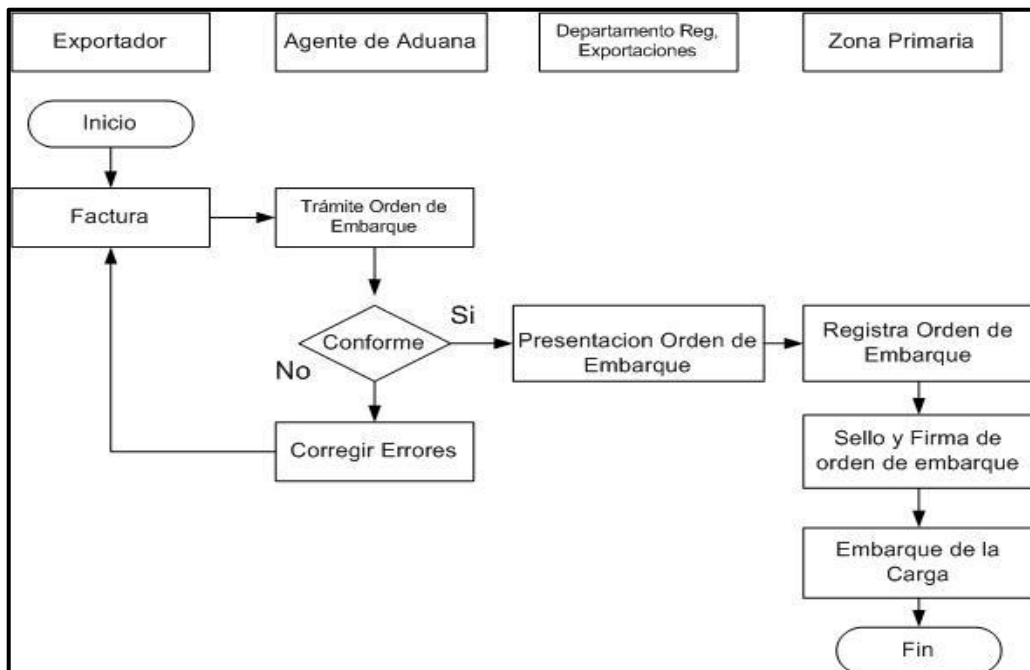 Exportador
Agente de Aduana
Departamento Reg,
Exportaciones
Zona Primaria
Inicio
Factura
Trámite Orden de
Embarque
Conforme
Si
No
Presentacion Orden de
Embarque
Registra Orden de
Embarque
Corregir Errores
Sello y Firma de
orden de embarque
Embarque de la
Carga
Fin